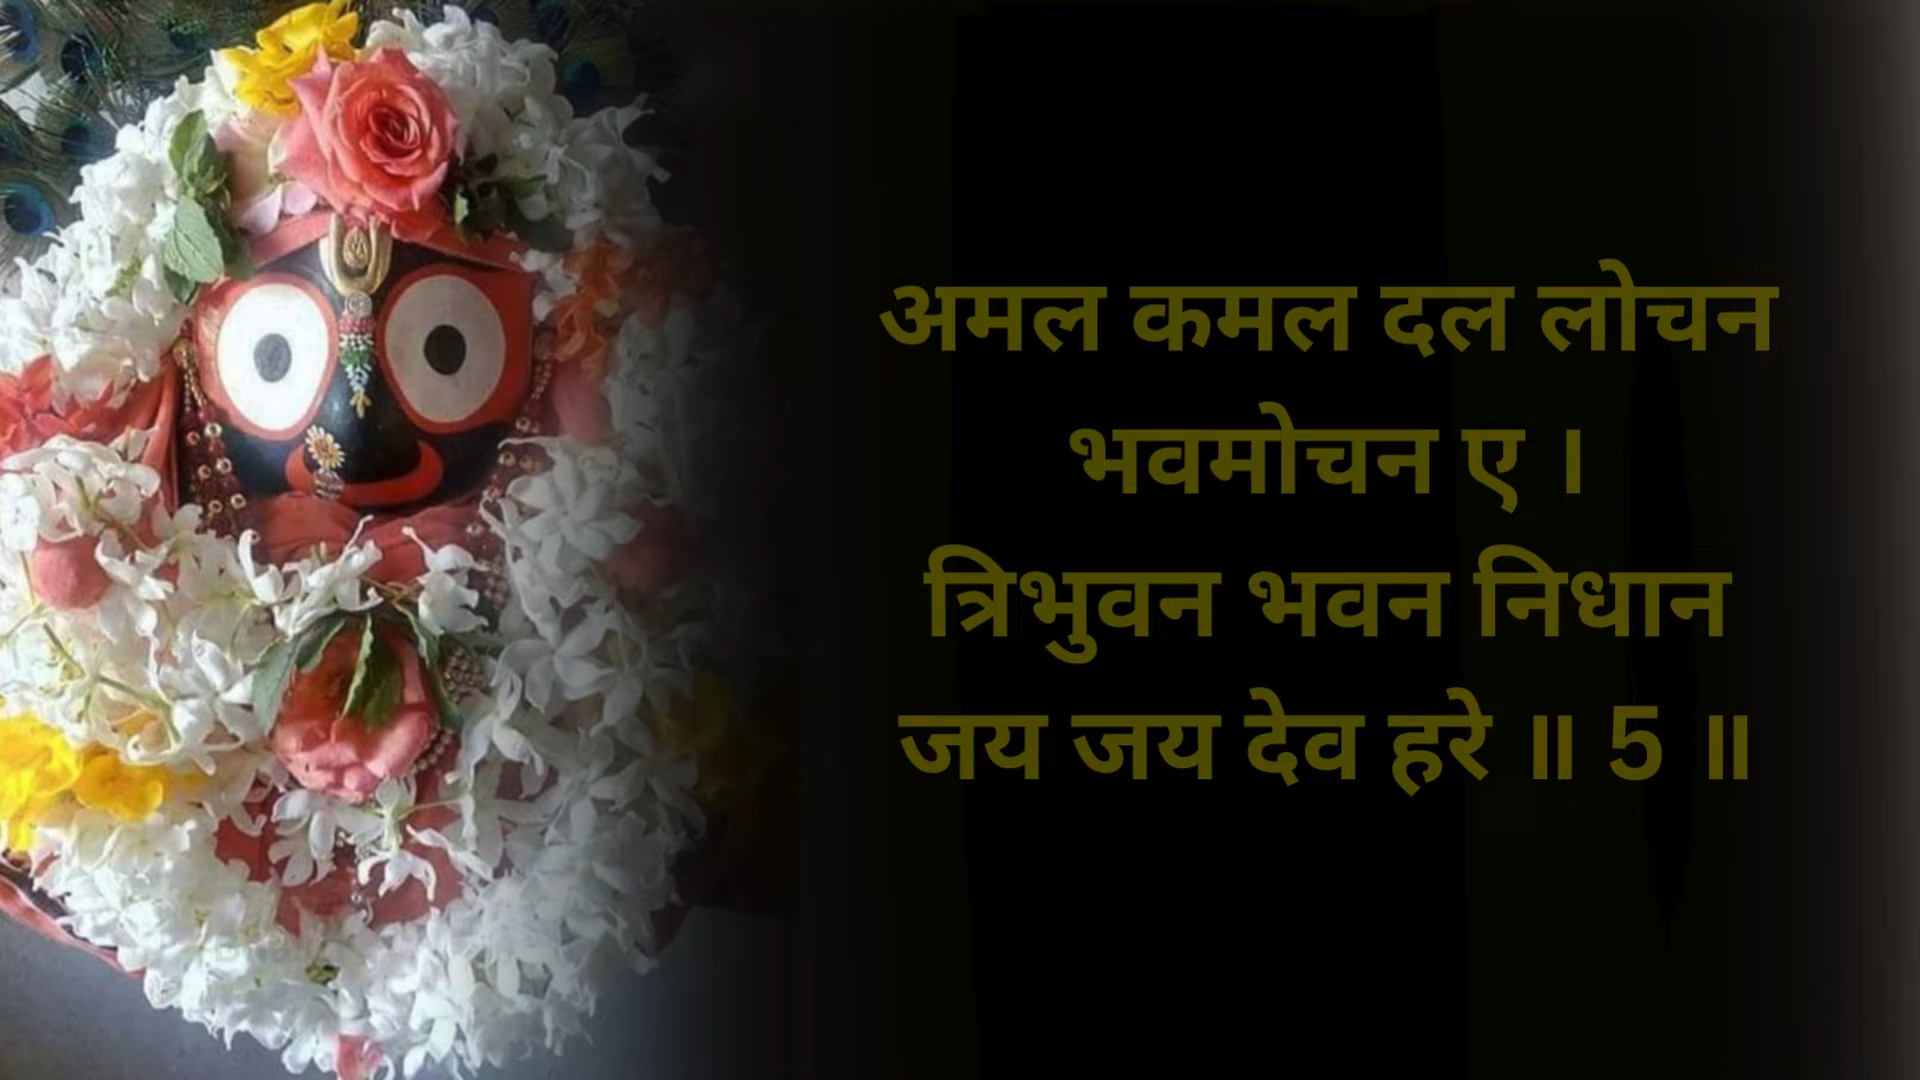 अमल कमल दल लोचन
भवमोचन ए ।
त्रिभुवन भवन निधान
जय जय देव हरे ॥ 5 ॥